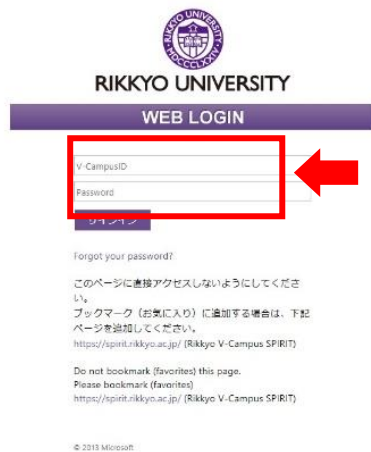 RIKKYO UNIVERSITY
WEB LOGIN
V-CampusID
Password
サインイン
Forgot your password?
このページに直接アクセスしないようにしてくださ
い。
ブックマーク（お気に入り）に追加する場合は、下記
ページを追加してください。
https://spirit.rikkyo.ac.jp/ (Rikkyo V-Campus SPIRIT)
Do not bookmark (favorites) this page.
Please bookmark (favorites)
https://spirit.rikkyo.ac.jp/ (Rikkyo V-Campus SPIRIT)
© 2013 Microsoft